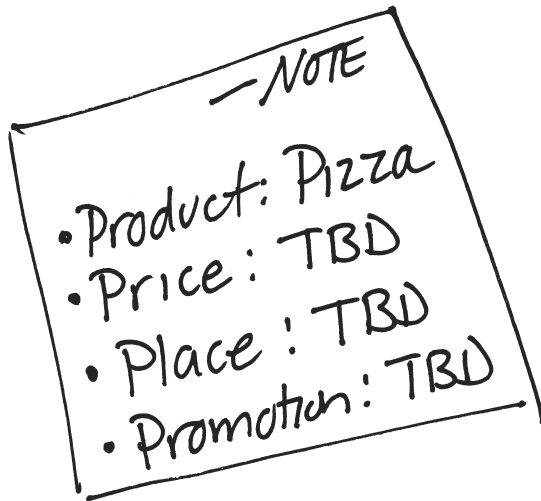 — NOTE
• Product: Pizza
• Price: TBD
• Place: TBD
• Promotion: TBD